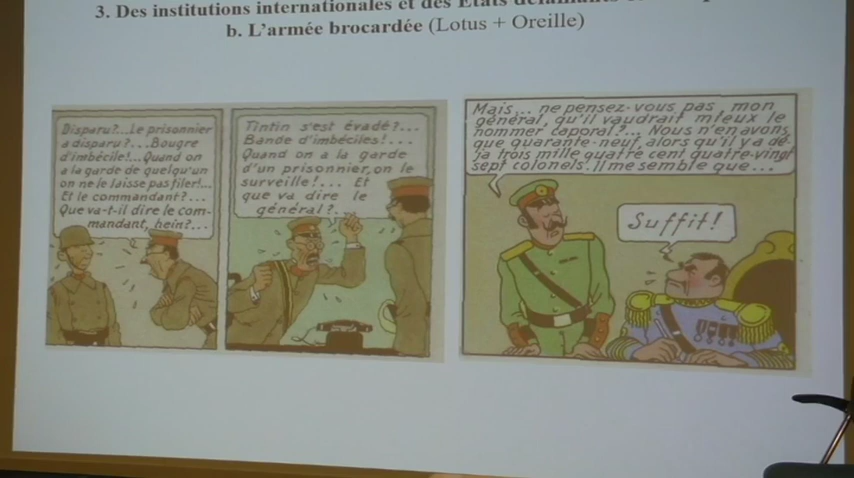 3. Des institutions internationales et des États
b. L'armée brocardée (Lotus + Oreille)
Disparu?...Le prisonnier
a disparu?...Bougre
d'imbécile!...Quand on
a la garde de quelqu'un
on ne le laisse pas filer!...
Et le commandant?...
Que va-t-il dire le com-
mandant, hein?...
Tintin s'est évadé?...
Bande d'imbéciles!...
Quand on a la garde
d'un prisonnier, on le
surveille!... Et
que va dire le
général?...
Mais... ne pensez-vous pas, mon
général, qu'il vaudrait mieux le
nommer caporal?... Nous n'en avons
que quarante-neuf, alors qu'il y a dé-
jà trois mille quatre cent quatre-vingt
sept colonels! Il me semble que...
Suffit!